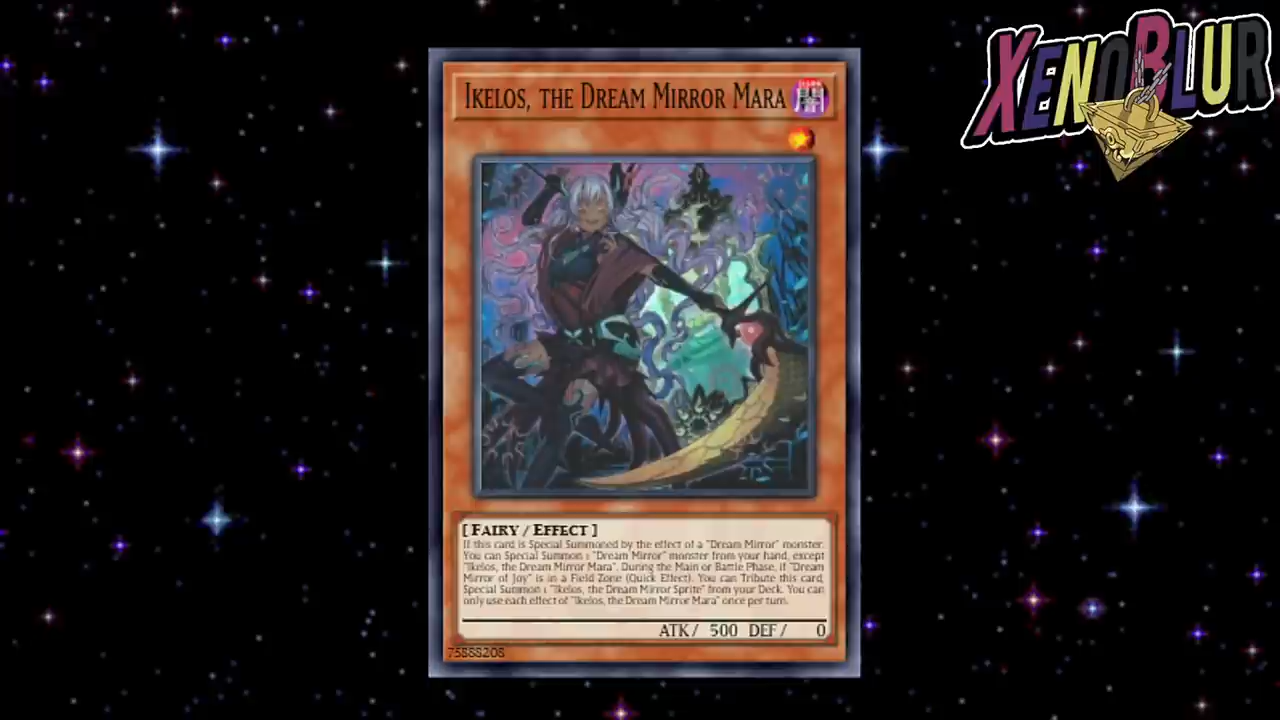 XENOBLUR
IKELOS, THE DREAM MIRROR MARA
DARK
[ FAIRY / EFFECT ]
If this card is Special Summoned by the effect of a "Dream Mirror" monster:
You can Special Summon 1 "Dream Mirror" monster from your hand, except
"Ikelos, the Dream Mirror Mara". During the Main or Battle Phase, if "Dream
Mirror of Joy" is in a Field Zone (Quick Effect): You can Tribute this card;
Special Summon 1 "Ikelos, the Dream Mirror Sprite" from your Deck. You can
only use each effect of "Ikelos, the Dream Mirror Mara" once per turn.
ATK/ 500 DEF/ 0
75888208